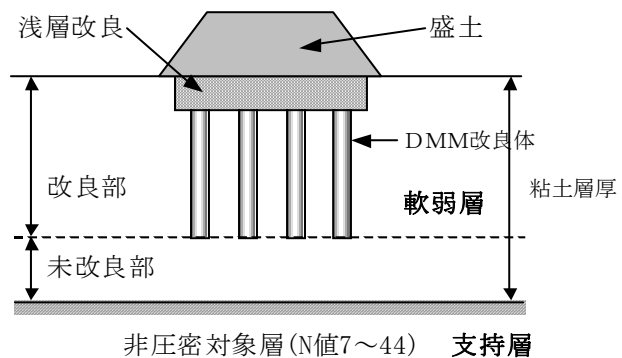 浅層改良
盛土
DMM改良体
改良部
軟弱層
粘土層厚
未改良部
非圧密対象層(N値7～44) 支持層